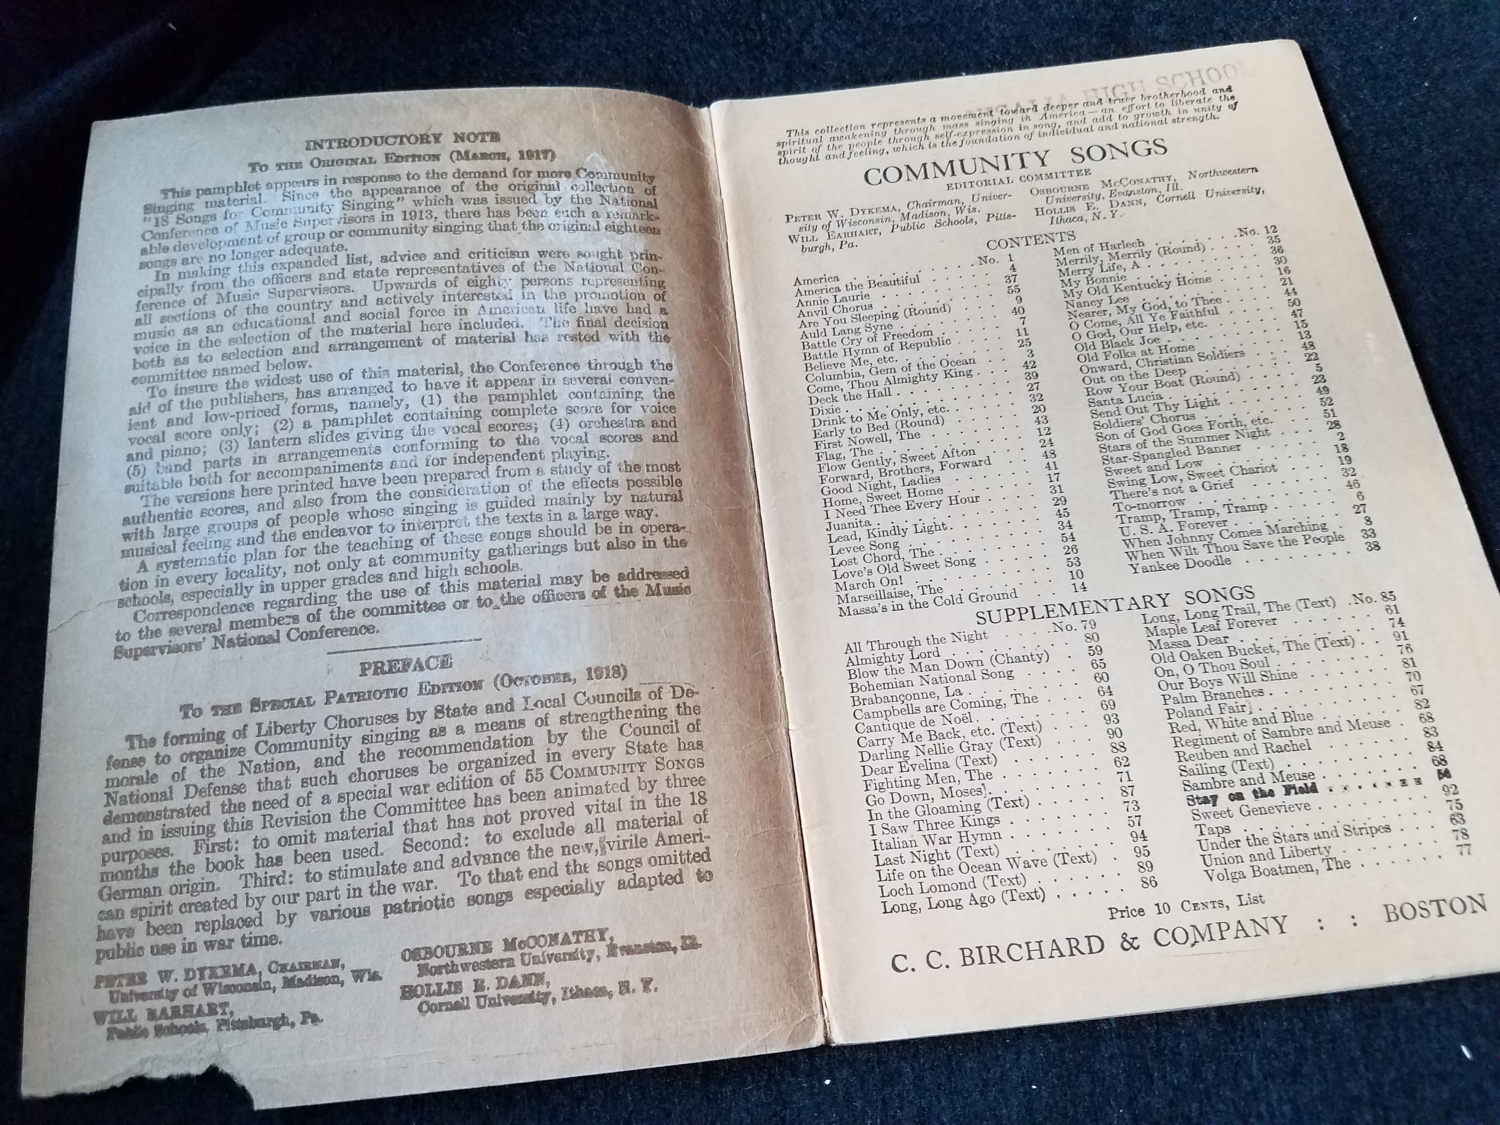 INTRODUCTORY NOTE
TO THE ORIGINAL EDITION (MARCH, 1917)
This pamphlet appears in response to the demand for more Community
Singing material. Since the appearance of the original collection of
"18 Songs for Community Singing" which was issued by the National
Conference of Music Supervisors in 1913, there has been such a remark-
able development of group or community singing that the original eighteen
songs are no longer adequate.
In making this expanded list, advice and criticism were sought prin-
cipally from the officers and state representatives of the National Con-
ference of Music Supervisors. Upwards of eighty persons representing
all sections of the country and actively interested in the promotion of
music as an educational and social force in American life have had a
voice in the selection of the material here included. The final decision
both as to selection and arrangement of material has rested with the
committee named below.
To insure the widest use of this material, the Conference through the
aid of the publishers, has arranged to have it appear in several conven-
ient and low-priced forms, namely, (1) the pamphlet containing the
vocal score only; (2) a pamphlet containing complete score for voice
and piano; (3) lantern slides giving the vocal scores; (4) orchestra and
(5) band parts in arrangements conforming to the vocal scores and
suitable both for accompaniments and for independent playing.
The versions here printed have been prepared from a study of the most
authentic scores, and also from the consideration of the effects possible
with large groups of people whose singing is guided mainly by natural
musical feeling and the endeavor to interpret the texts in a large way.
A systematic plan for the teaching of these songs should be in opera-
tion in every locality, not only at community gatherings but also in the
schools, especially in upper grades and high schools.
Correspondence regarding the use of this material may be addressed
to the several members of the committee or to the officers of the Music
Supervisors' National Conference.
PREFACE
TO THE SPECIAL PATRIOTIC EDITION (OCTOBER, 1918)
The forming of Liberty Choruses by State and Local Councils of De-
fense to organize Community singing as a means of strengthening the
morale of the Nation, and the recommendation by the Council of
National Defense that such choruses be organized in every State has
demonstrated the need of a special war edition of 55 COMMUNITY SONGS
and in issuing this Revision the Committee has been animated by three
purposes. First: to omit material that has not proved vital in the 18
months the book has been used. Second: to exclude all material of
German origin. Third: to stimulate and advance the new, virile Ameri-
can spirit created by our part in the war. To that end the songs omitted
have been replaced by various patriotic songs especially adapted to
public use in war time.
PETER W. DYKEMA, CHAIRMAN,
University of Wisconsin, Madison, Wis.
WILL EARHART,
Public Schools, Pittsburgh, Pa.
OSBOURNE McCONATHY,
Northwestern University, Evanston, Ill.
HOLLIS E. DANN,
Cornell University, Ithaca, N. Y.
HIGH SCHOOL
This collection represents a movement toward deeper and truer brotherhood and
spiritual awakening through mass singing in America—an effort to liberate the
spirit of the people through self-expression in song, and add to growth in unity of
thought and feeling, which is the foundation of individual and national strength.
COMMUNITY SONGS
EDITORIAL COMMITTEE
PETER W. DYKEMA, Chairman, Univer-
sity of Wisconsin, Madison, Wis.
WILL EARHART, Public Schools, Pitts-
burgh, Pa.
OSBOURNE McCONATHY, Northwestern
University, Evanston, Ill.
HOLLIS E. DANN, Cornell University,
Ithaca, N. Y.
CONTENTS
America . . . No. 1
America the Beautiful . . . 4
Annie Laurie . . . 37
Anvil Chorus . . . 55
Are You Sleeping (Round) . . . 9
Auld Lang Syne . . . 40
Battle Cry of Freedom . . . 7
Battle Hymn of Republic . . . 11
Believe Me, etc. . . . 25
Columbia, Gem of the Ocean . . . 3
Come, Thou Almighty King . . . 42
Deck the Hall . . . 39
Dixie . . . 27
Drink to Me Only, etc. . . . 32
Early to Bed (Round) . . . 20
First Nowell, The . . . 43
Flag, The . . . 12
Flow Gently, Sweet Afton . . . 24
Forward, Brothers, Forward . . . 48
Good Night, Ladies . . . 41
Home, Sweet Home . . . 17
I Need Thee Every Hour . . . 31
Juanita . . . 29
Lead, Kindly Light . . . 45
Levee Song . . . 34
Lost Chord, The . . . 54
Love's Old Sweet Song . . . 26
March On! . . . 53
Marseillaise, The . . . 10
Massa's in the Cold Ground . . . 14
Men of Harlech . . . No. 12
Merrily, Merrily (Round) . . . 35
Merry Life, A . . . 36
My Bonnie . . . 30
My Old Kentucky Home . . . 16
Nancy Lee . . . 21
Nearer, My God, to Thee . . . 44
O Come, All Ye Faithful . . . 50
O God, Our Help, etc. . . . 47
Old Black Joe . . . 15
Old Folks at Home . . . 13
Onward, Christian Soldiers . . . 48
Out on the Deep . . . 22
Row Your Boat (Round) . . . 5
Santa Lucia . . . 23
Send Out Thy Light . . . 49
Soldiers' Chorus . . . 52
Son of God Goes Forth, etc. . . . 51
Stars of the Summer Night . . . 28
Star-Spangled Banner . . . 2
Sweet and Low . . . 18
Swing Low, Sweet Chariot . . . 19
There's not a Grief . . . 32
To-morrow . . . 46
Tramp, Tramp, Tramp . . . 6
U. S. A. Forever . . . 27
When Johnny Comes Marching . 8
When Wilt Thou Save the People 33
Yankee Doodle . . . 38
SUPPLEMENTARY SONGS
All Through the Night . . . No. 79
Almighty Lord . . . 80
Blow the Man Down (Chanty) . . . 59
Bohemian National Song . . . 65
Brabançonne, La . . . 60
Campbells are Coming, The . . . 64
Cantique de Noël . . . 69
Carry Me Back, etc. (Text) . . . 93
Darling Nellie Gray (Text) . . . 90
Dear Evelina (Text) . . . 88
Fighting Men, The . . . 62
Go Down, Moses! . . . 71
In the Gloaming (Text) . . . 87
I Saw Three Kings . . . 73
Italian War Hymn . . . 57
Last Night (Text) . . . 94
Life on the Ocean Wave (Text) . 95
Loch Lomond (Text) . . . 89
Long, Long Ago (Text) . . . 86
Long, Long Trail, The (Text) . No. 85
Maple Leaf Forever . . . 61
Massa Dear . . . 74
Old Oaken Bucket, The (Text) . . 91
On, O Thou Soul . . . 76
Our Boys Will Shine . . . 81
Palm Branches . . . 70
Poland Fair . . . 67
Red, White and Blue . . . 82
Regiment of Sambre and Meuse . 68
Reuben and Rachel . . . 83
Sailing (Text) . . . 84
Sambre and Meuse . . . 68
Stay on the Field . . . 56
Sweet Genevieve . . . 92
Taps . . . 75
Under the Stars and Stripes . . . 63
Union and Liberty . . . 78
Volga Boatmen, The . . . 77
Price 10 CENTS, List
C. C. BIRCHARD & COMPANY : : BOSTON